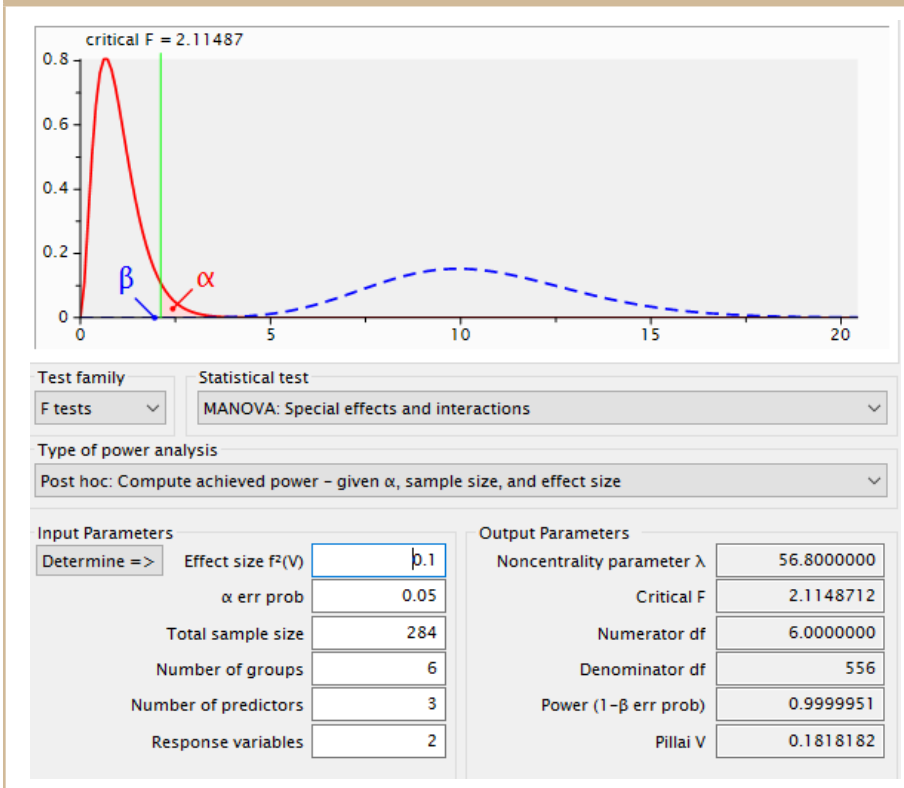 critical F = 2.11487
0.8
0.6
0.4
0.2
0
β
α
0 5 10 15 20
Test family Statistical test
F tests MANOVA: Special effects and interactions
Type of power analysis
Post hoc: Compute achieved power – given α, sample size, and effect size
Input Parameters Output Parameters
Determine => Effect size f²(V) 0.1 Noncentrality parameter λ 56.8000000
α err prob 0.05 Critical F 2.1148712
Total sample size 284 Numerator df 6.0000000
Number of groups 6 Denominator df 556
Number of predictors 3 Power (1-β err prob) 0.9999951
Response variables 2 Pillai V 0.1818182